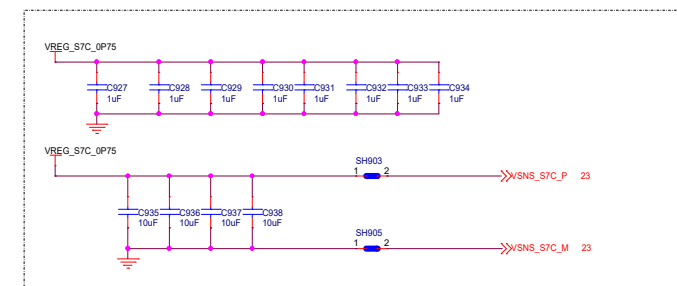 VREG_S7C_0P75
C927 C928 C929 C930 C931 C932 C933 C934
1uF 1uF 1uF 1uF 1uF 1uF 1uF 1uF
VREG_S7C_0P75
SH903
1 2
VSNS_S7C_P 23
C935 C936 C937 C938
10uF 10uF 10uF 10uF
SH905
1 2
VSNS_S7C_M 23